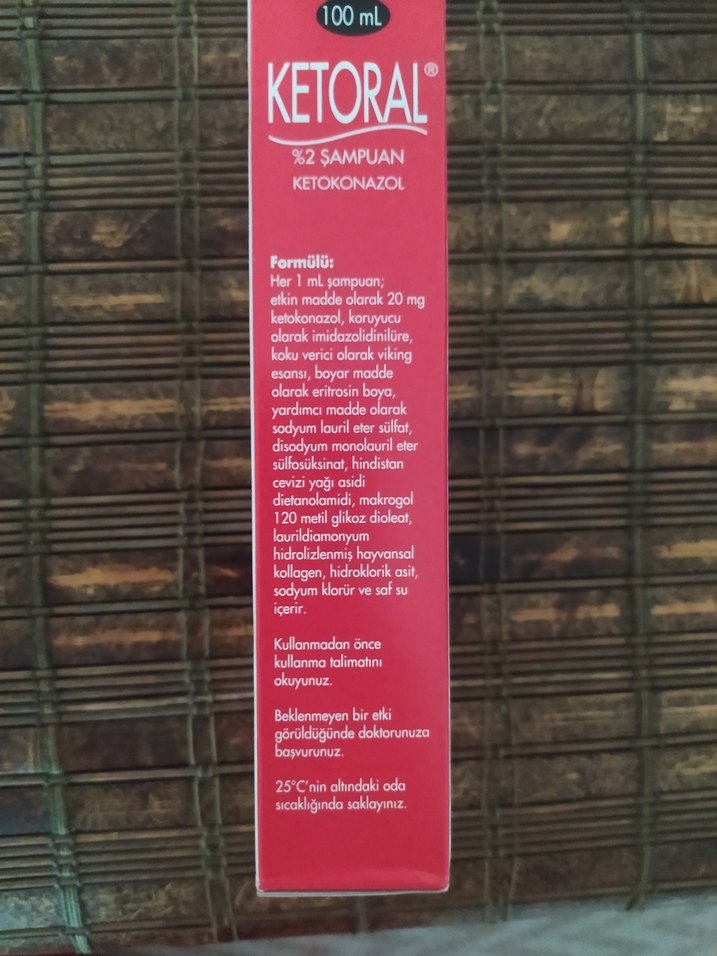 100 mL
KETORAL®
%2 ŞAMPUAN
KETOKONAZOL
Formülü:
Her 1 mL şampuan;
etkin madde olarak 20 mg
ketokonazol, koruyucu
olarak imidazolidinilüre,
koku verici olarak viking
esansı, boyar madde
olarak eritrosin boya,
yardımcı madde olarak
sodyum lauril eter sülfat,
disodyum monolauril eter
sülfosüksinat, hindistan
cevizi yağı asidi
dietanolamidi, makrogol
120 metil glikoz dioleat,
laurildiamonyum
hidrolizlenmiş hayvansal
kollagen, hidroklorik asit,
sodyum klorür ve saf su
içerir.
Kullanmadan önce
kullanma talimatını
okuyunuz.
Beklenmeyen bir etki
görüldüğünde doktorunuza
başvurunuz.
25°C'nin altındaki oda
sıcaklığında saklayınız.